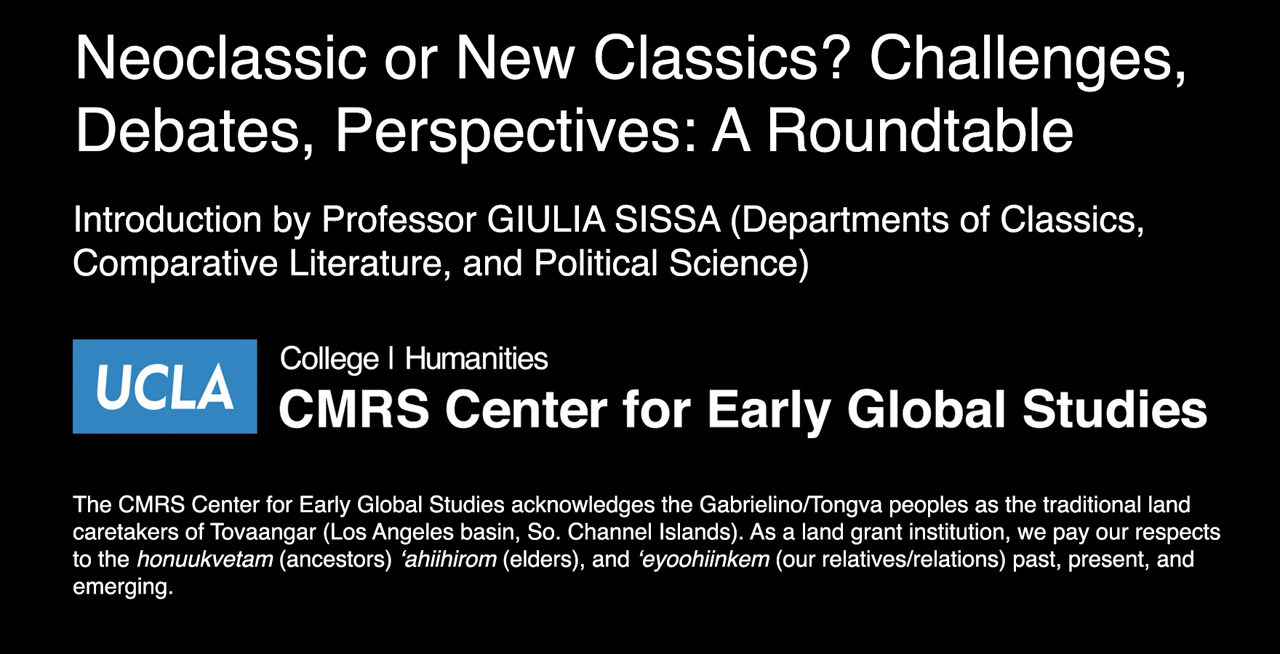 Neoclassic or New Classics? Challenges,
Debates, Perspectives: A Roundtable
Introduction by Professor GIULIA SISSA (Departments of Classics,
Comparative Literature, and Political Science)
UCLA
College | Humanities
CMRS Center for Early Global Studies
The CMRS Center for Early Global Studies acknowledges the Gabrielino/Tongva peoples as the traditional land
caretakers of Tovaangar (Los Angeles basin, So. Channel Islands). As a land grant institution, we pay our respects
to the honuukvetam (ancestors) ‘ahiihirom (elders), and ‘eyoohiinkem (our relatives/relations) past, present, and
emerging.